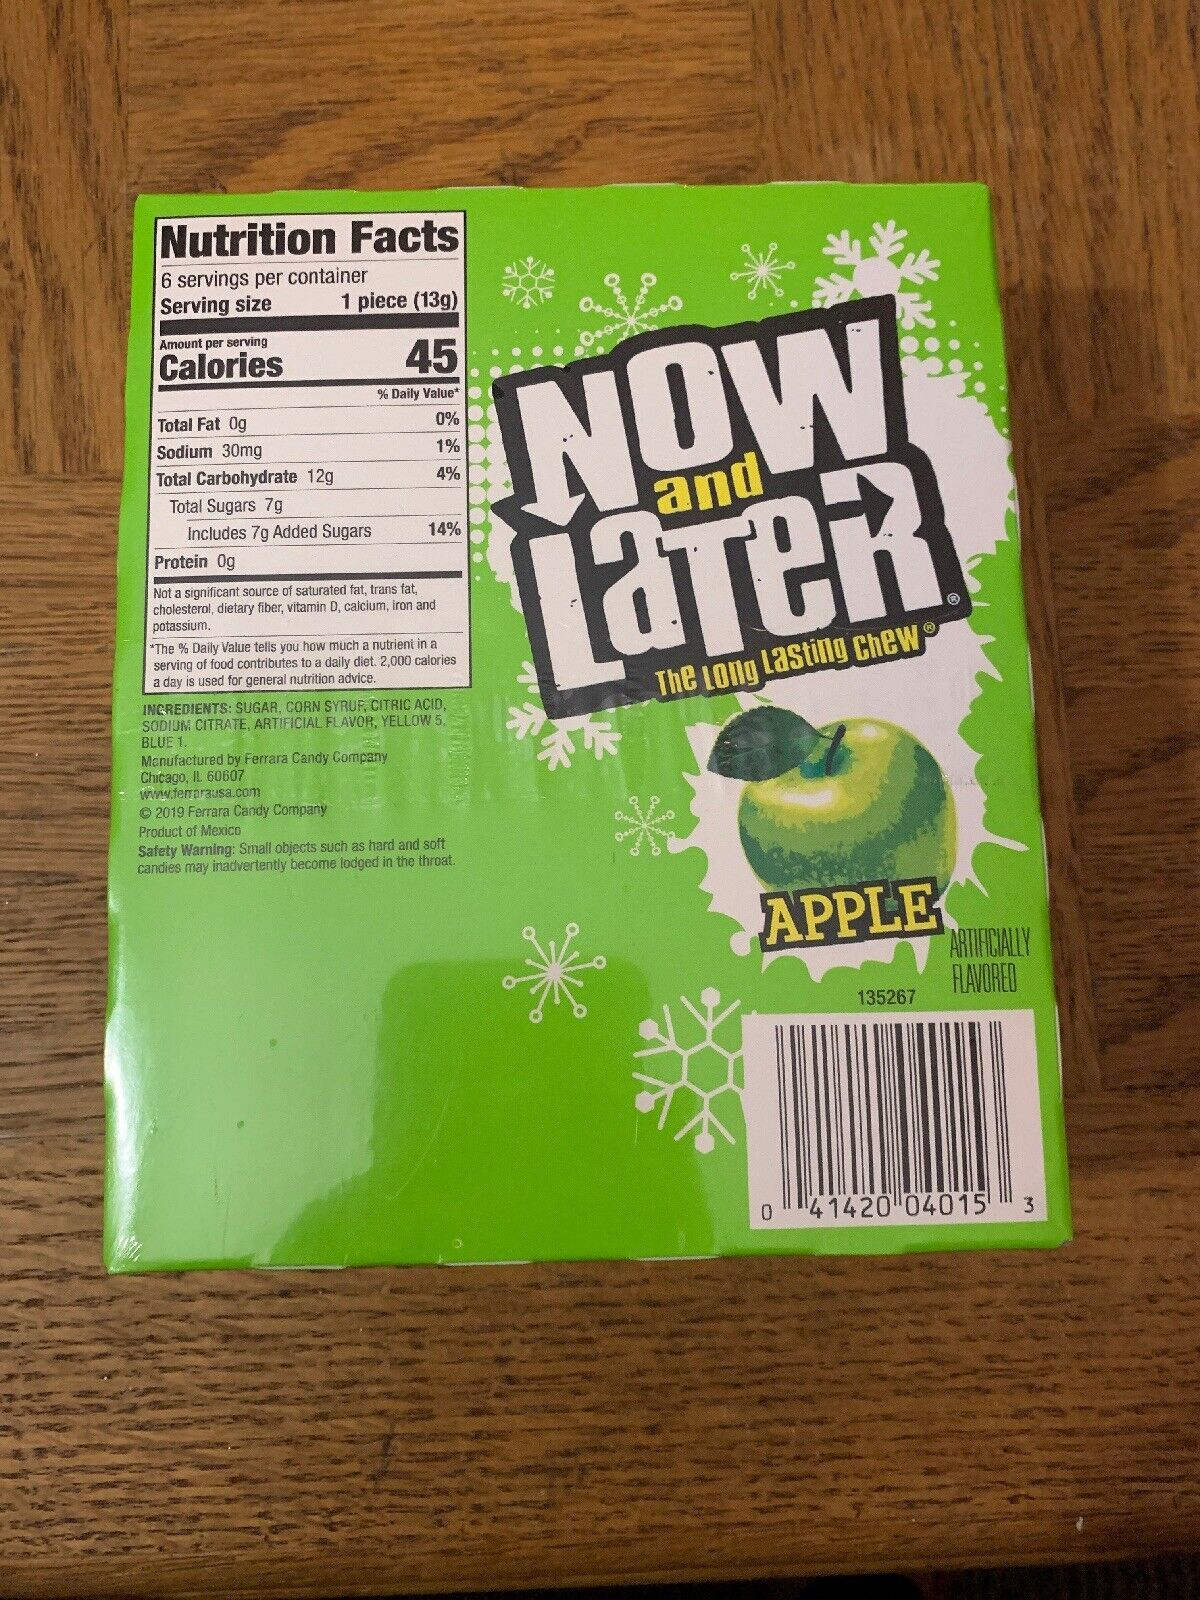 Nutrition Facts
6 servings per container
Serving size 1 piece (13g)
Amount per serving
Calories 45
% Daily Value*
Total Fat 0g 0%
Sodium 30mg 1%
Total Carbohydrate 12g 4%
Total Sugars 7g
Includes 7g Added Sugars 14%
Protein 0g
Not a significant source of saturated fat, trans fat,
cholesterol, dietary fiber, vitamin D, calcium, iron and
potassium.
*The % Daily Value tells you how much a nutrient in a
serving of food contributes to a daily diet. 2,000 calories
a day is used for general nutrition advice.
INGREDIENTS: SUGAR, CORN SYRUP, CITRIC ACID,
SODIUM CITRATE, ARTIFICIAL FLAVOR, YELLOW 5,
BLUE 1.
Manufactured by Ferrara Candy Company
Chicago, IL 60607
www.ferrarausa.com
© 2019 Ferrara Candy Company
Product of Mexico
Safety Warning: Small objects such as hard and soft
candies may inadvertently become lodged in the throat.
NOW
and
LaTeR®
The Long Lasting Chew®
APPLE
ARTIFICIALLY
FLAVORED
135267
0 41420 04015 3